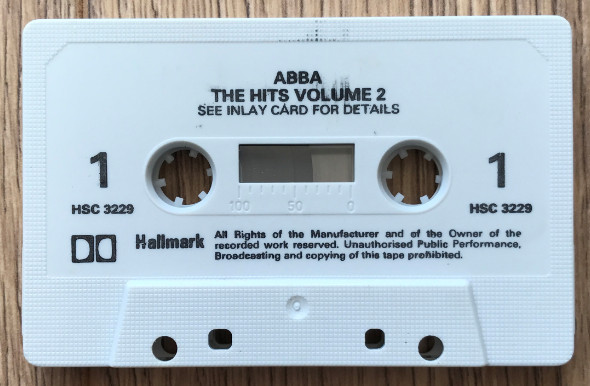 ABBA
THE HITS VOLUME 2
SEE INLAY CARD FOR DETAILS
1
1
HSC 3229
HSC 3229
100 50 0
Hallmark
All Rights of the Manufacturer and of the Owner of the
recorded work reserved. Unauthorised Public Performance,
Broadcasting and copying of this tape prohibited.